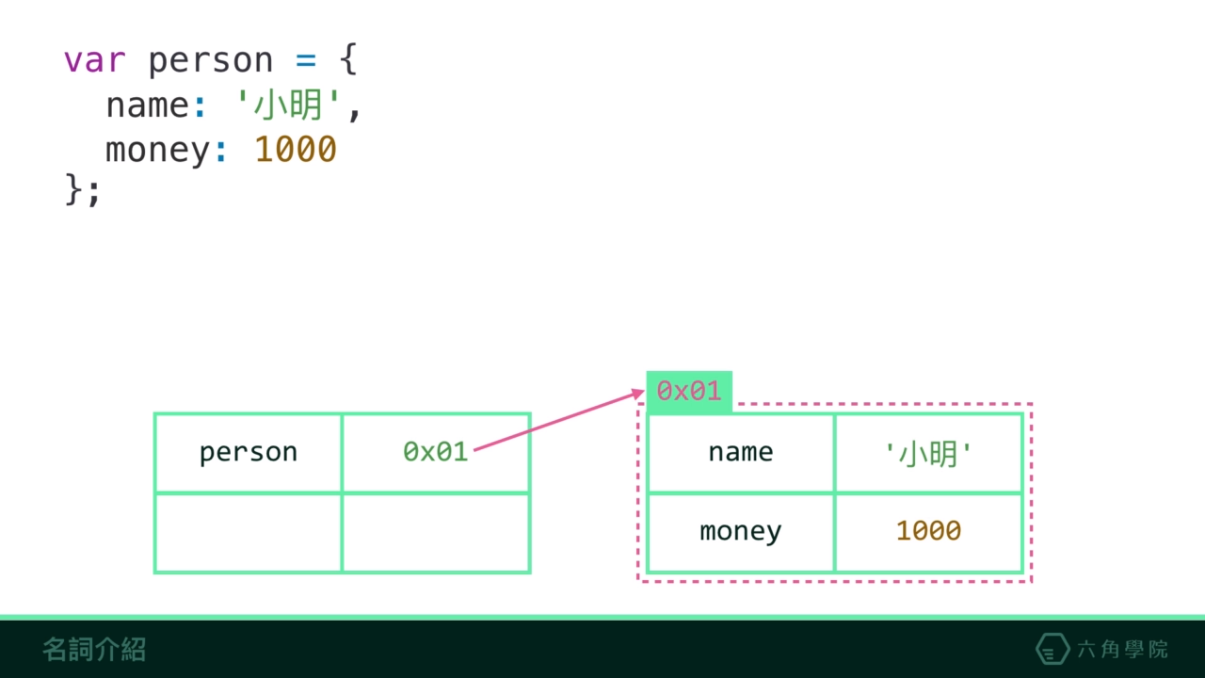 var person = {
  name: '小明',
  money: 1000
};
0x01
person 0x01 name '小明'
money 1000
名詞介紹 六角學院